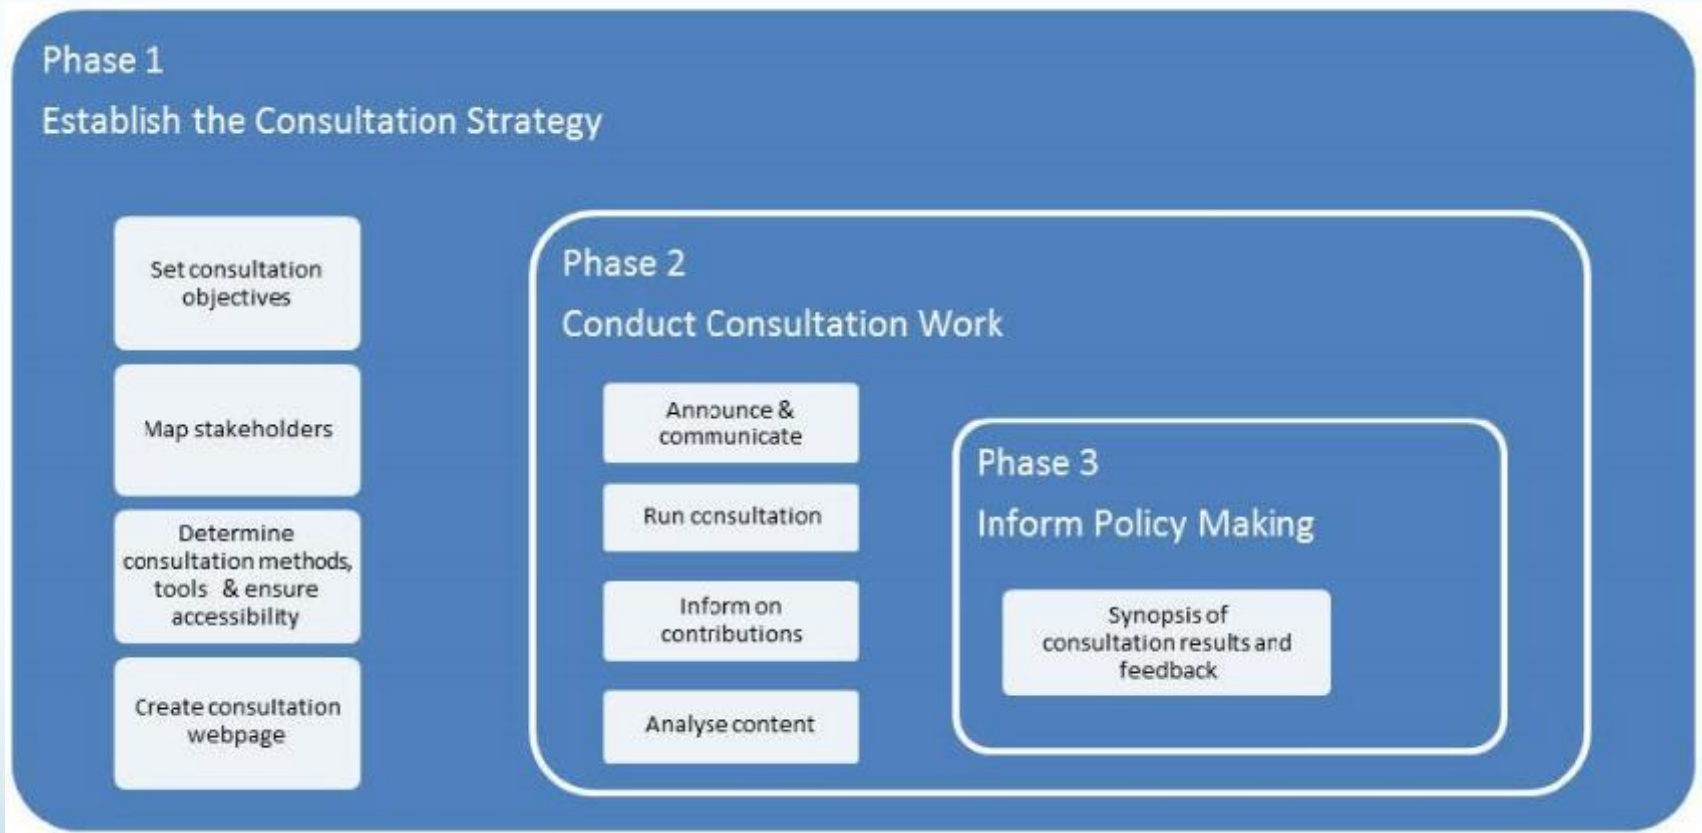 Phase 1
Establish the Consultation Strategy
Set consultation
objectives
Map stakeholders
Determine
consultation methods,
tools & ensure
accessibility
Create consultation
webpage
Phase 2
Conduct Consultation Work
Announce &
communicate
Run consultation
Inform on
contributions
Analyse content
Phase 3
Inform Policy Making
Synopsis of
consultation results and
feedback